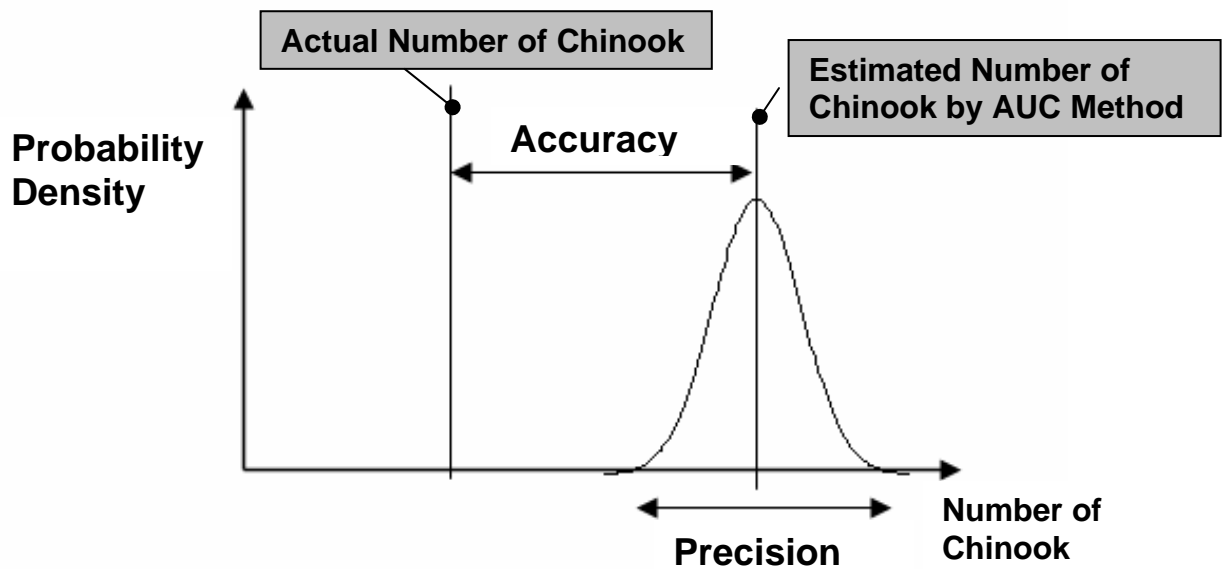 Actual Number of Chinook
Estimated Number of
Chinook by AUC Method
Probability
Density
Accuracy
Precision
Number of
Chinook